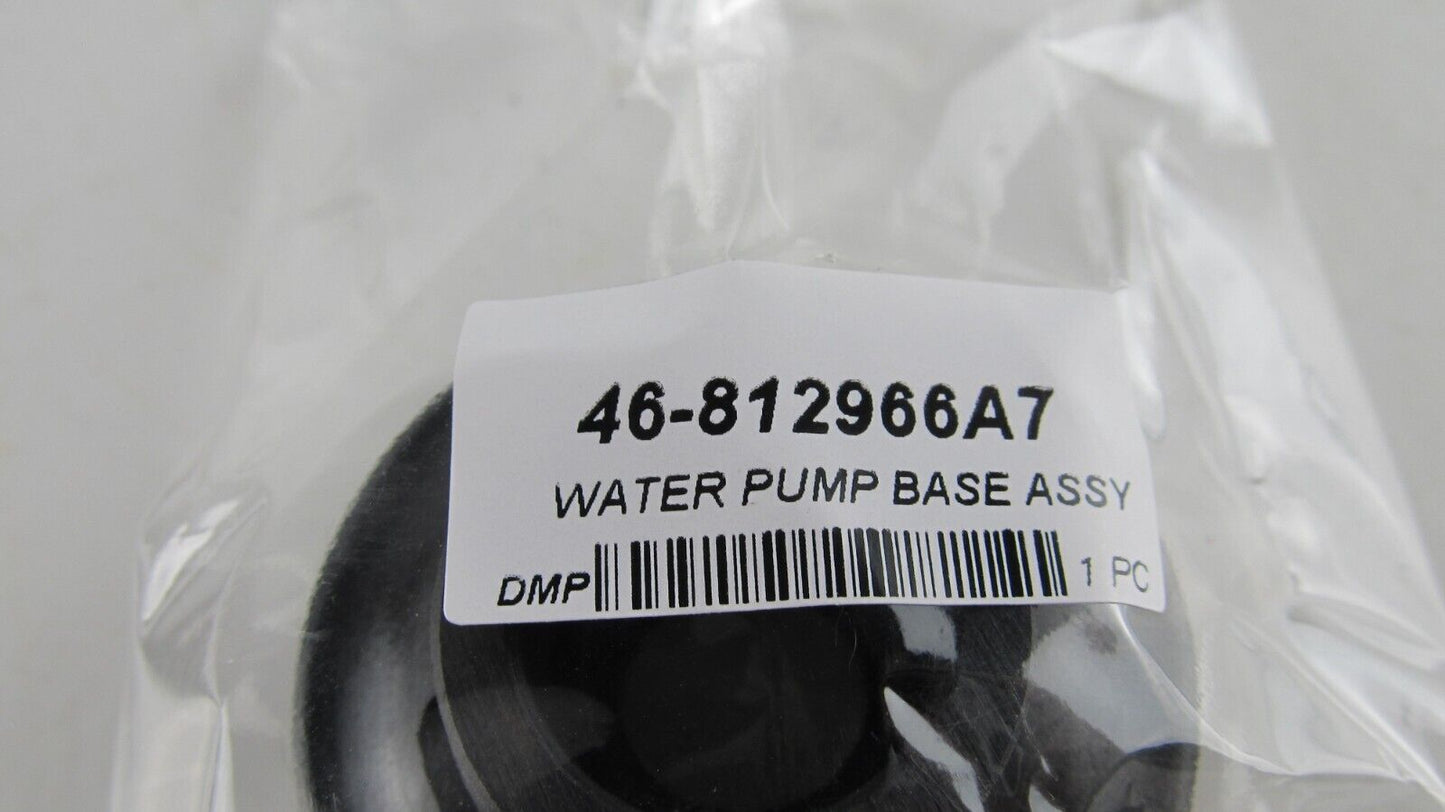 46-812966A7
WATER PUMP BASE ASSY
DMP 1 PC